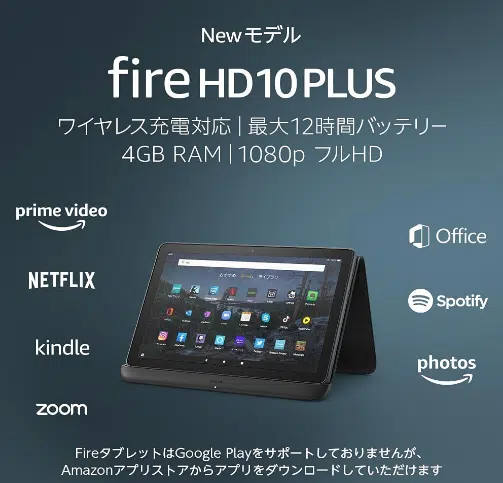 Newモデル
fire HD10 PLUS
ワイヤレス充電対応 | 最大12時間バッテリー
4GB RAM | 1080p フルHD
prime video
NETFLIX
kindle
zoom
Office
Spotify
photos
FireタブレットはGoogle Playをサポートしておりませんが、
Amazonアプリストアからアプリをダウンロードしていただけます